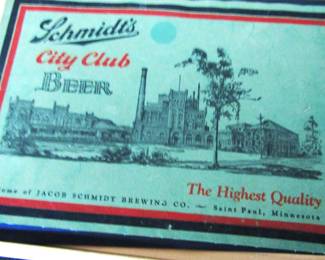 Schmidt's
City Club
BEER
The Highest Quality
ome of JACOB SCHMIDT BREWING CO. — Saint Paul, Minnesota